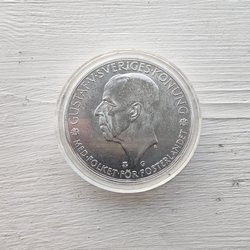 GUSTAF·V·SVERIGES·KONUNG
MED·FOLKET·FÖR·FOSTERLANDET
G